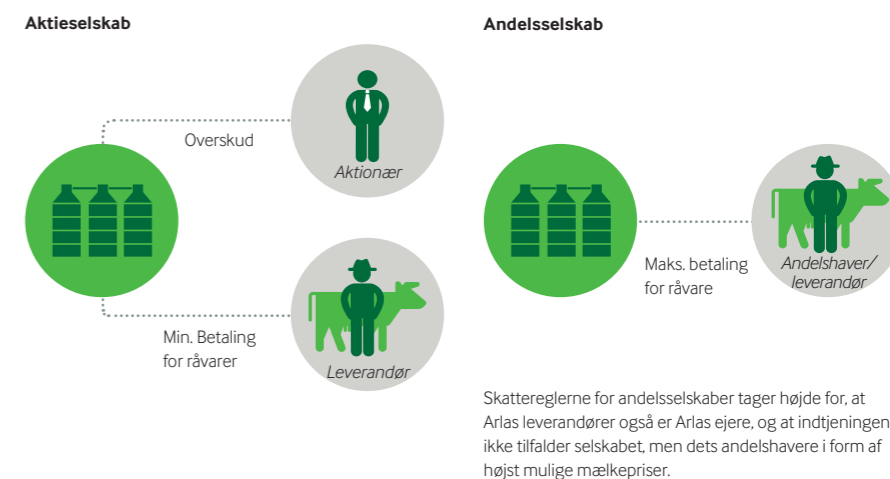 Aktieselskab
Overskud
Aktionær
Min. Betaling
for råvarer
Leverandør
Andelsselskab
Maks. betaling
for råvare
Andelshaver/
leverandør
Skattereglerne for andelsselskaber tager højde for, at
Arlas leverandører også er Arlas ejere, og at indtjeningen
ikke tilfalder selskabet, men dets andelshavere i form af
højst mulige mælkepriser.